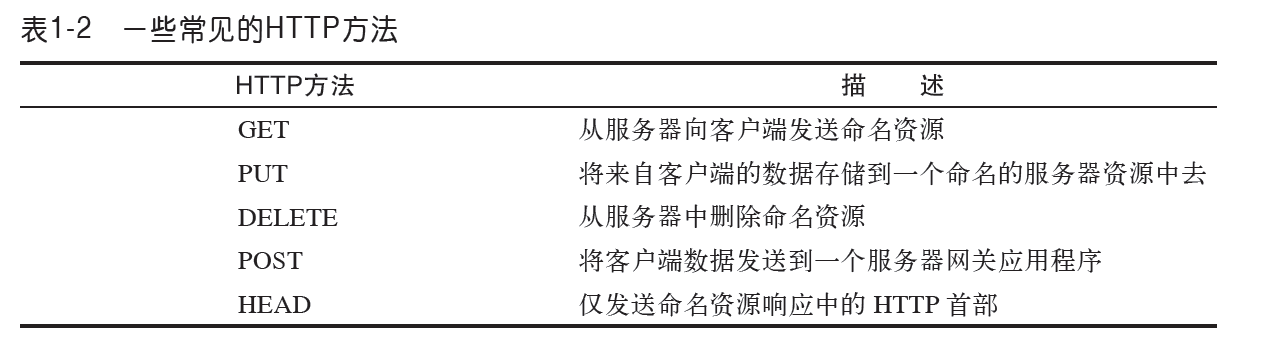 表1-2 一些常见的HTTP方法
HTTP方法 描 述
GET 从服务器向客户端发送命名资源
PUT 将来自客户端的数据存储到一个命名的服务器资源中去
DELETE 从服务器中删除命名资源
POST 将客户端数据发送到一个服务器网关应用程序
HEAD 仅发送命名资源响应中的 HTTP 首部